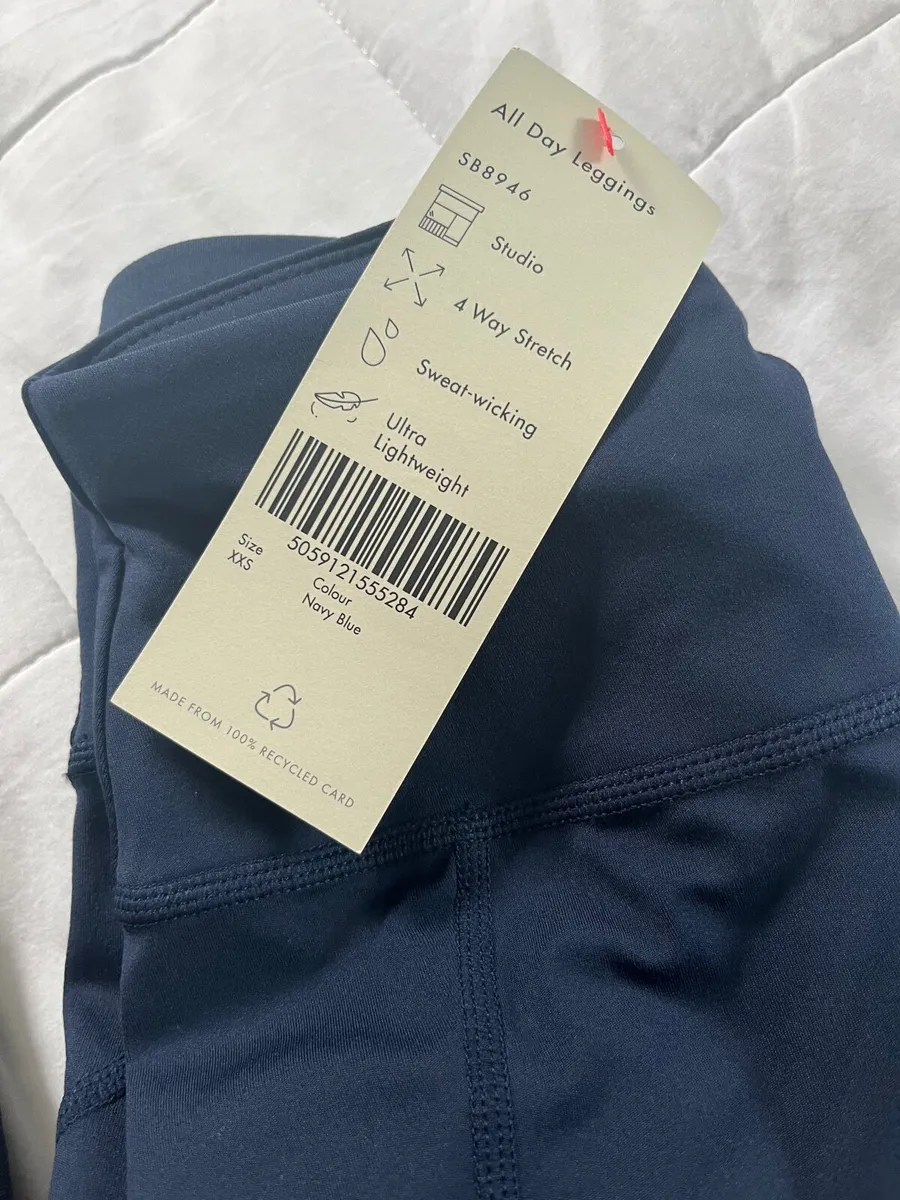 All Day Leggings
SB8946
Studio
4 Way Stretch
Sweat-wicking
Ultra
Lightweight
5059121555284
Size
XXS
Colour
Navy Blue
MADE FROM 100% RECYCLED CARD